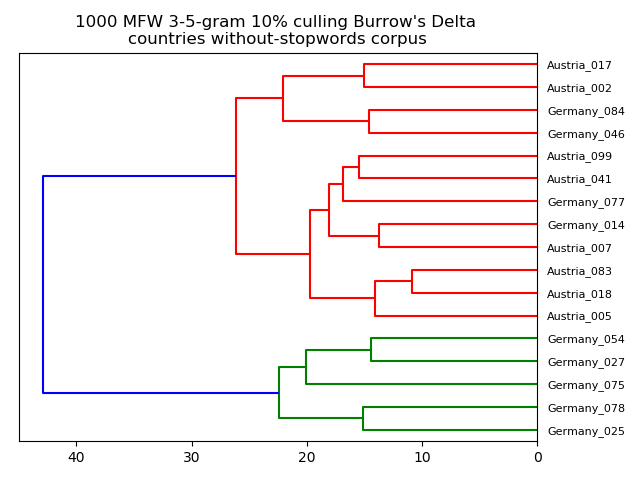 1000 MFW 3-5-gram 10% culling Burrow's Delta
countries without-stopwords corpus
Austria_017
Austria_002
Germany_084
Germany_046
Austria_099
Austria_041
Germany_077
Germany_014
Austria_007
Austria_083
Austria_018
Austria_005
Germany_054
Germany_027
Germany_075
Germany_078
Germany_025
40 30 20 10 0